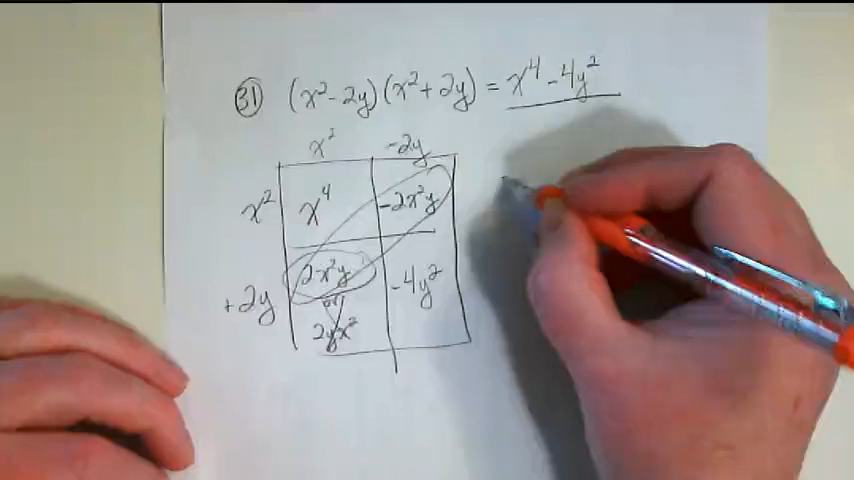 31 (x²-2y)(x²+2y) = x⁴-4y²
x² -2y
x² x⁴ -2x²y
+2y 2x²y -4y²
or
2yx²